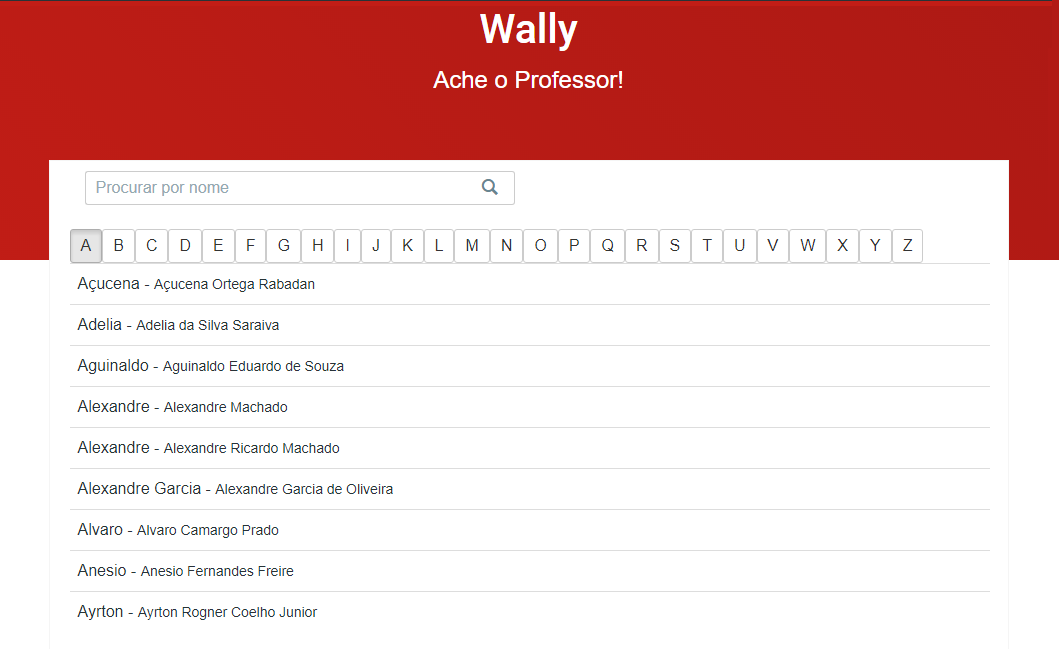 Wally
Ache o Professor!
Procurar por nome
A B C D E F G H I J K L M N O P Q R S T U V W X Y Z
Açucena - Açucena Ortega Rabadan
Adelia - Adelia da Silva Saraiva
Aguinaldo - Aguinaldo Eduardo de Souza
Alexandre - Alexandre Machado
Alexandre - Alexandre Ricardo Machado
Alexandre Garcia - Alexandre Garcia de Oliveira
Alvaro - Alvaro Camargo Prado
Anesio - Anesio Fernandes Freire
Ayrton - Ayrton Rogner Coelho Junior